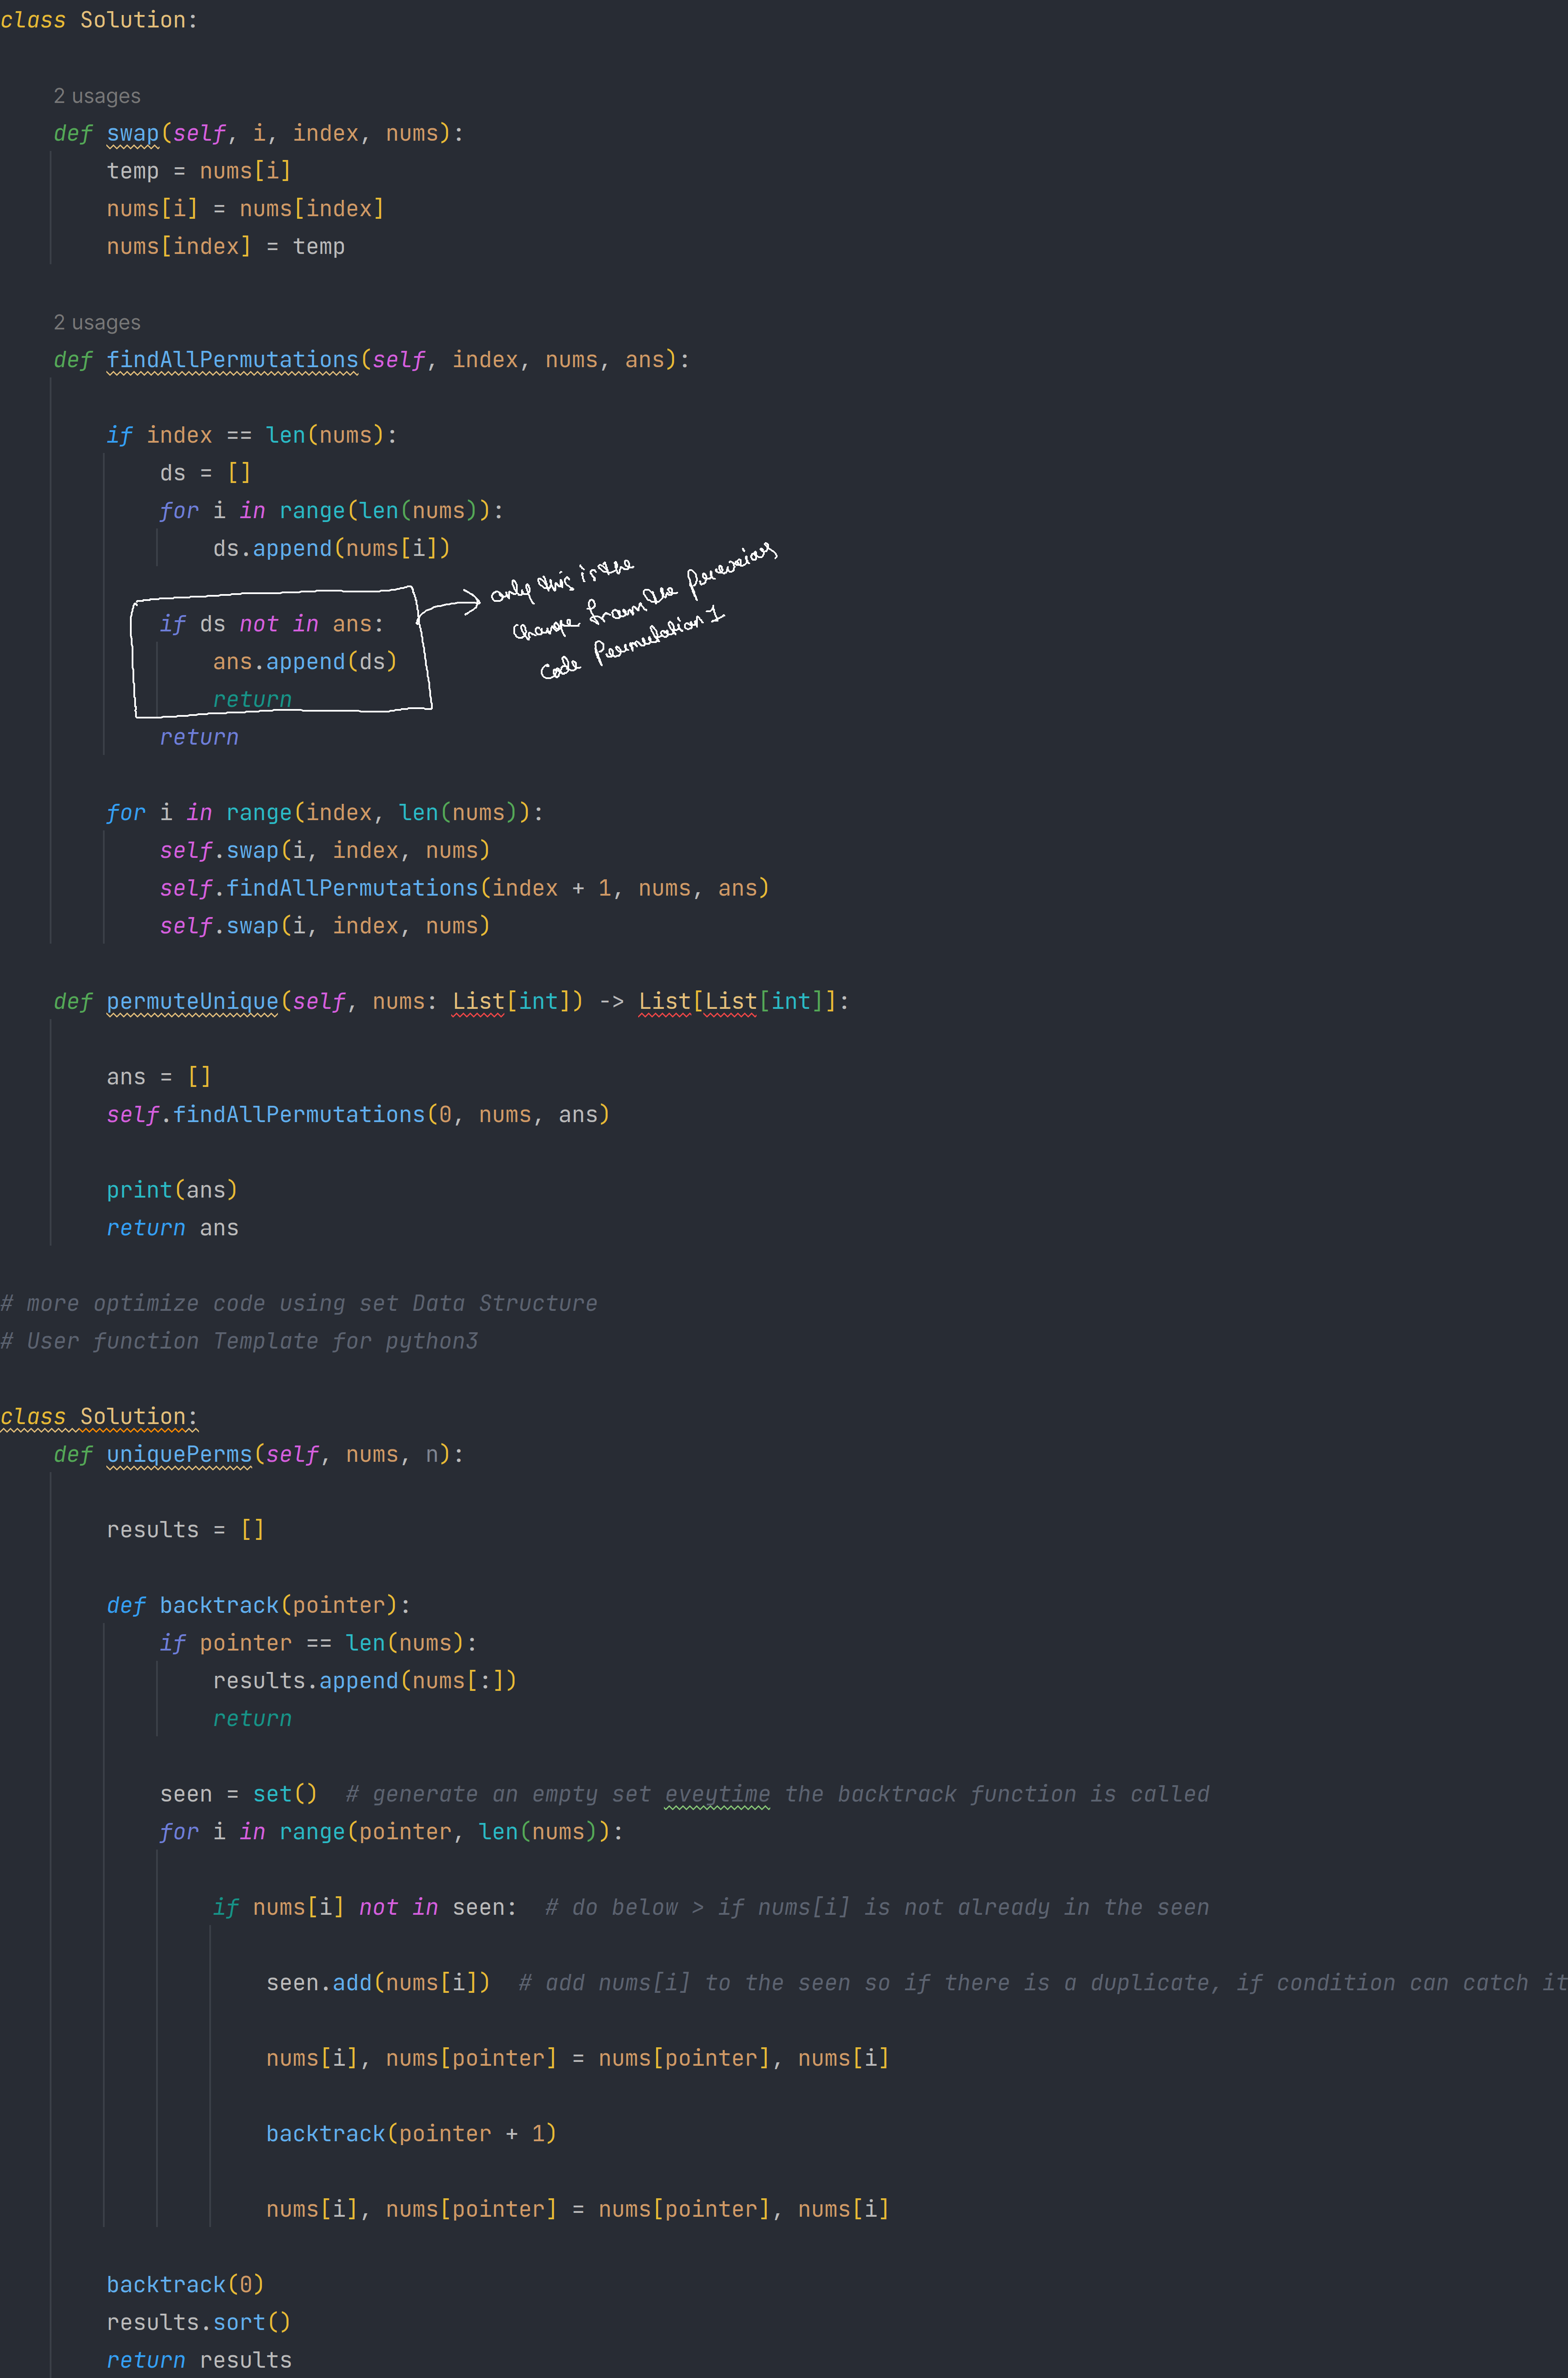 class Solution:
2 usages
def swap(self, i, index, nums):
temp = nums[i]
nums[i] = nums[index]
nums[index] = temp
2 usages
def findAllPermutations(self, index, nums, ans):
if index == len(nums):
ds = []
for i in range(len(nums)):
ds.append(nums[i])
only this is the
change from the previous
code Permutation 1
if ds not in ans:
ans.append(ds)
return
return
for i in range(index, len(nums)):
self.swap(i, index, nums)
self.findAllPermutations(index + 1, nums, ans)
self.swap(i, index, nums)
def permuteUnique(self, nums: List[int]) -> List[List[int]]:
ans = []
self.findAllPermutations(0, nums, ans)
print(ans)
return ans
# more optimize code using set Data Structure
# User function Template for python3
class Solution:
def uniquePerms(self, nums, n):
results = []
def backtrack(pointer):
if pointer == len(nums):
results.append(nums[:])
return
seen = set()  # generate an empty set eveytime the backtrack function is called
for i in range(pointer, len(nums)):
if nums[i] not in seen:  # do below > if nums[i] is not already in the seen
seen.add(nums[i])  # add nums[i] to the seen so if there is a duplicate, if condition can catch it
nums[i], nums[pointer] = nums[pointer], nums[i]
backtrack(pointer + 1)
nums[i], nums[pointer] = nums[pointer], nums[i]
backtrack(0)
results.sort()
return results